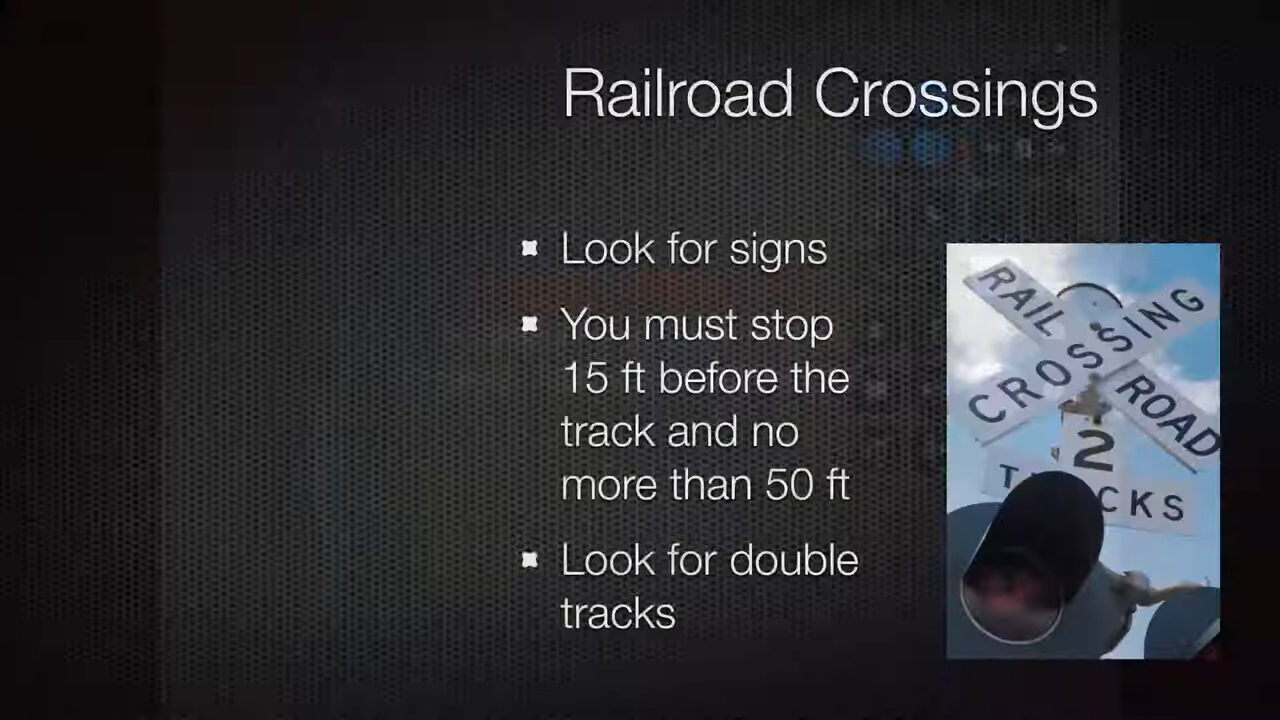 Railroad Crossings
Look for signs
You must stop
15 ft before the
track and no
more than 50 ft
Look for double
tracks
RAIL ROAD
CROSSING
2
TRACKS